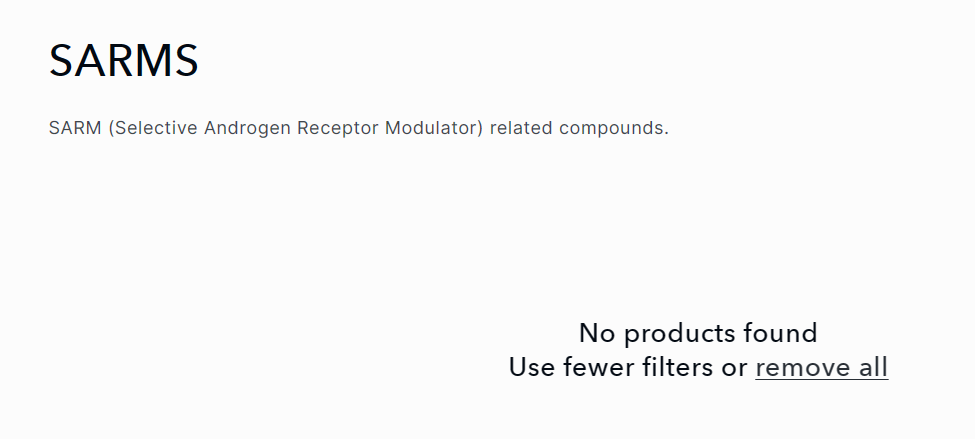 SARMS
SARM (Selective Androgen Receptor Modulator) related compounds.
No products found
Use fewer filters or remove all